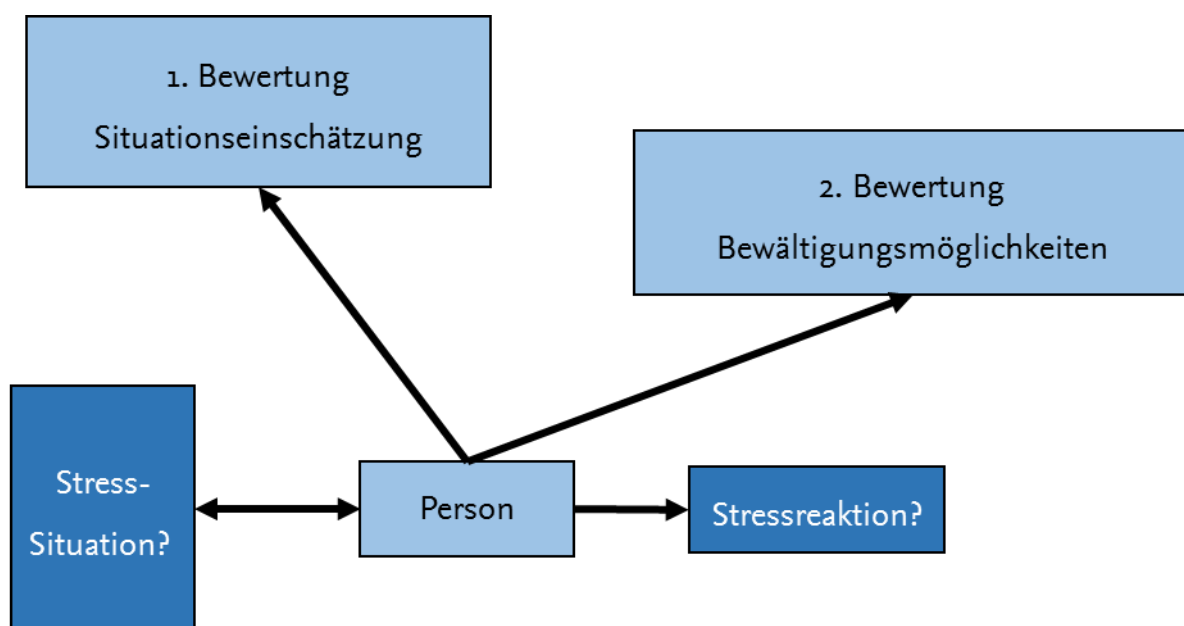 1. Bewertung
Situationseinschätzung
2. Bewertung
Bewältigungsmöglichkeiten
Stress-
Situation?
Person
Stressreaktion?